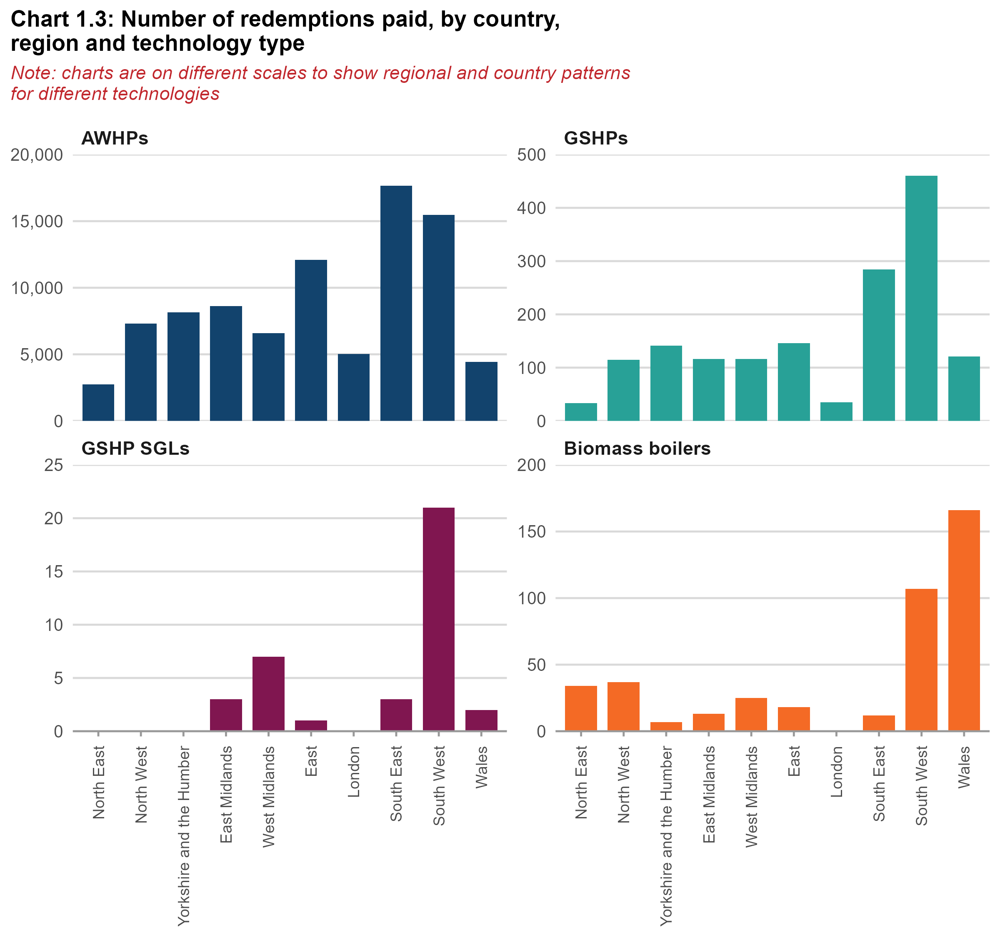 Chart 1.3: Number of redemptions paid, by country,
region and technology type
Note: charts are on different scales to show regional and country patterns
for different technologies
AWHPs
20,000
15,000
10,000
5,000
0
GSHPs
500
400
300
200
100
0
GSHP SGLs
25
20
15
10
5
0
North East
North West
Yorkshire and the Humber
East Midlands
West Midlands
East
London
South East
South West
Wales
Biomass boilers
200
150
100
50
0
North East
North West
Yorkshire and the Humber
East Midlands
West Midlands
East
London
South East
South West
Wales